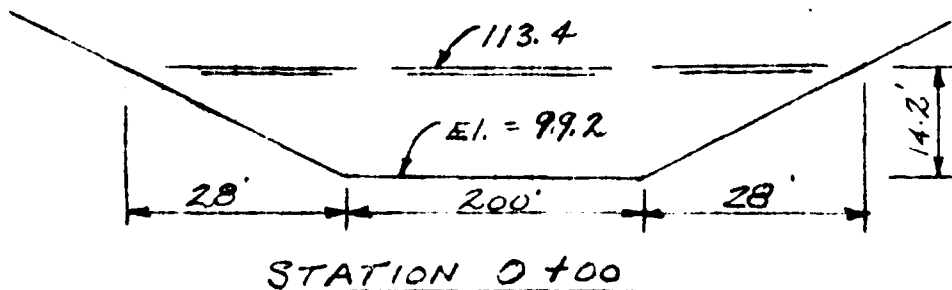 113.4
El. = 99.2
14.2'
28'
200'
28'
STATION 0+00